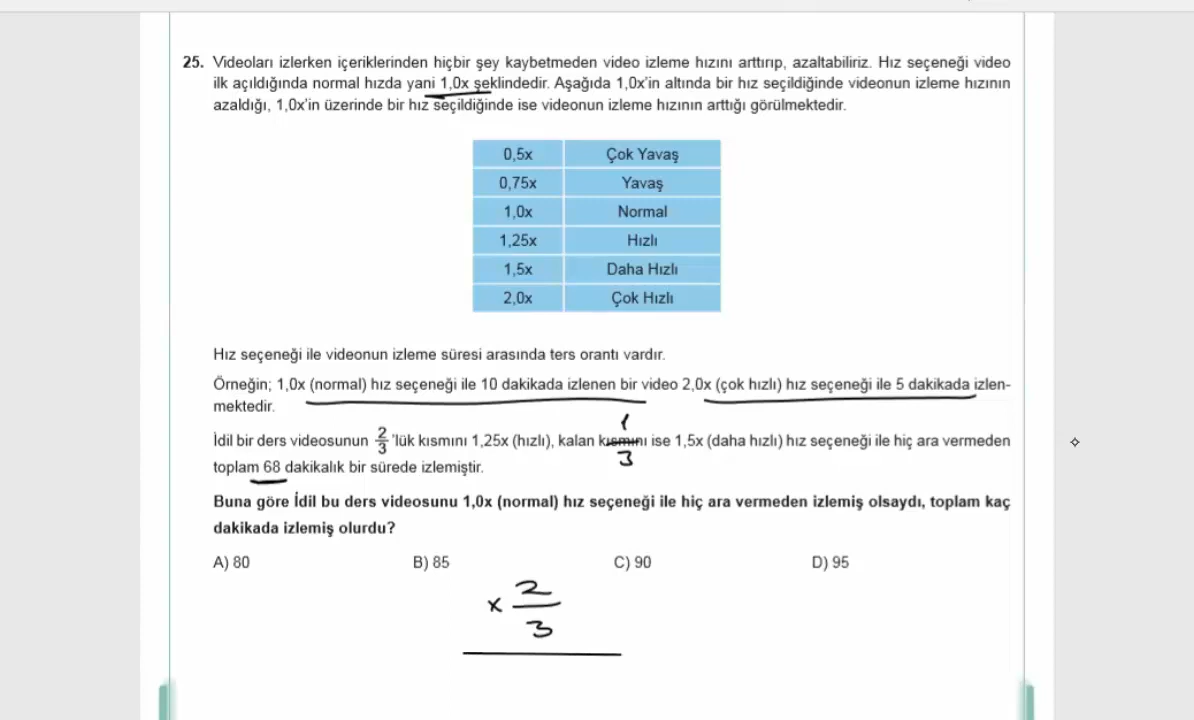 25. Videoları izlerken içeriklerinden hiçbir şey kaybetmeden video izleme hızını arttırıp, azaltabiliriz. Hız seçeneği video
ilk açıldığında normal hızda yani 1,0x şeklindedir. Aşağıda 1,0x'in altında bir hız seçildiğinde videonun izleme hızının
azaldığı, 1,0x'in üzerinde bir hız seçildiğinde ise videonun izleme hızının arttığı görülmektedir.
0,5x Çok Yavaş
0,75x Yavaş
1,0x Normal
1,25x Hızlı
1,5x Daha Hızlı
2,0x Çok Hızlı
Hız seçeneği ile videonun izleme süresi arasında ters orantı vardır.
Örneğin; 1,0x (normal) hız seçeneği ile 10 dakikada izlenen bir video 2,0x (çok hızlı) hız seçeneği ile 5 dakikada izlen-
mektedir.
İdil bir ders videosunun 2/3 'lük kısmını 1,25x (hızlı), kalan kısmını ise 1,5x (daha hızlı) hız seçeneği ile hiç ara vermeden
1/3
toplam 68 dakikalık bir sürede izlemiştir.
Buna göre İdil bu ders videosunu 1,0x (normal) hız seçeneği ile hiç ara vermeden izlemiş olsaydı, toplam kaç
dakikada izlemiş olurdu?
A) 80 B) 85 C) 90 D) 95
x 2/3